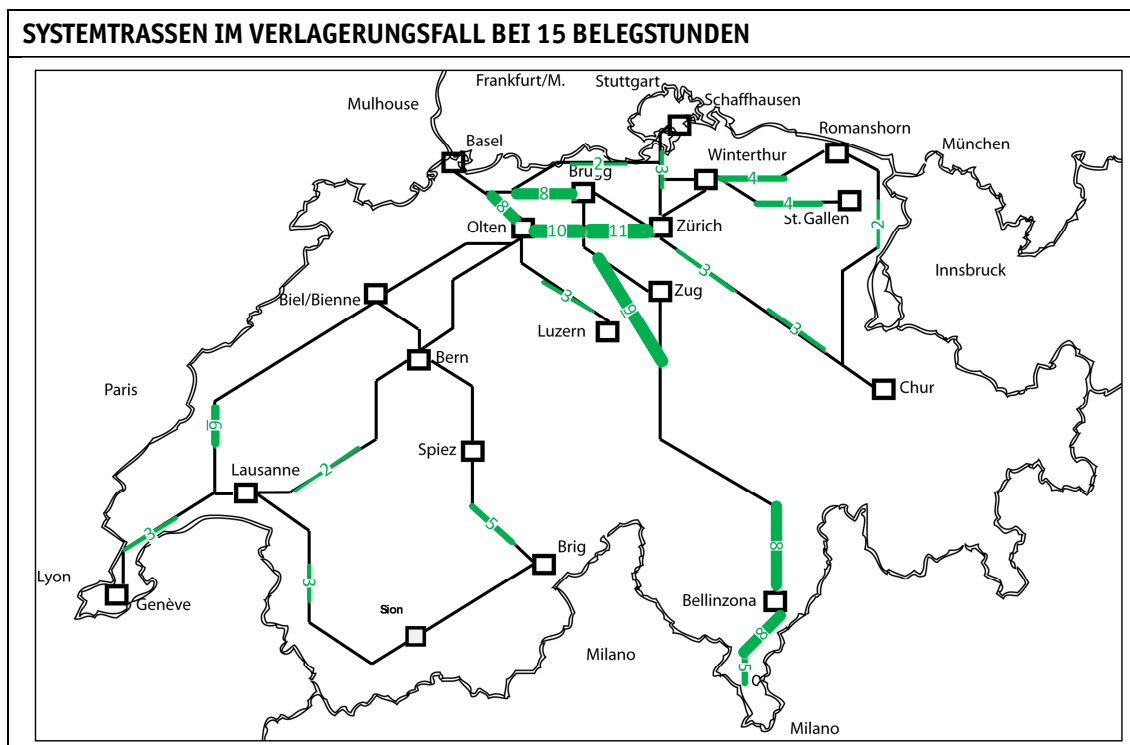 SYSTEMTRASSEN IM VERLAGERUNGSFALL BEI 15 BELEGSTUNDEN
Frankfurt/M.
Stuttgart
Mulhouse
Schaffhausen
Romanshorn
München
Basel
Winterthur
2
3
Brugg
4
8
8
4
St. Gallen
Olten
10
11
Zürich
2
3
Innsbruck
Biel/Bienne
3
Zug
9
Luzern
3
Bern
Paris
Chur
6
Spiez
Lausanne
2
5
3
8
Brig
Lyon
3
Genève
Bellinzona
Sion
8
Milano
5
Milano